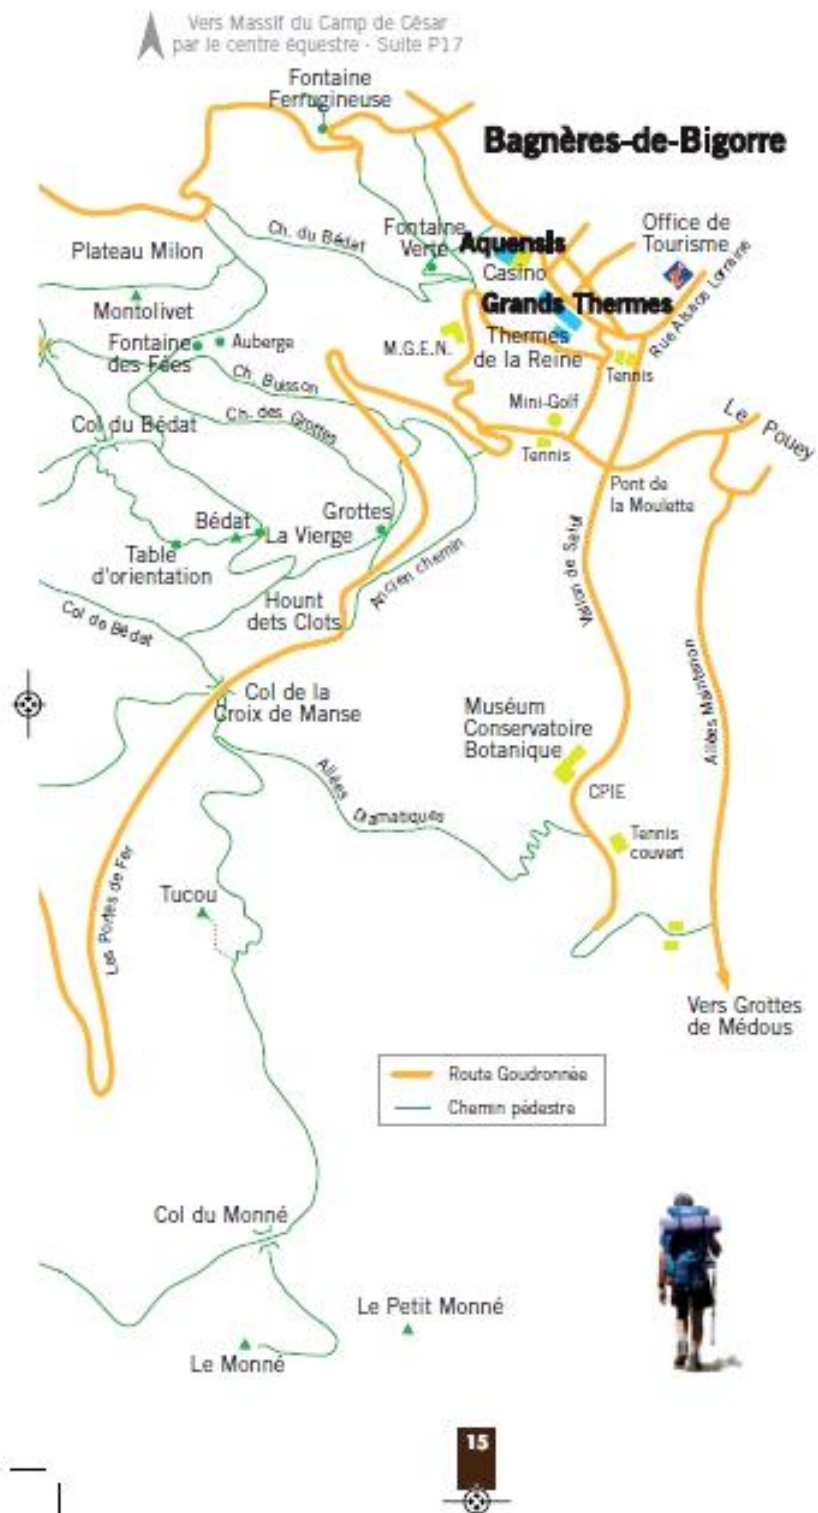 Vers Massif du Camp de César
par le centre équestre - Suite P17
Fontaine
Ferrugineuse
Bagnères-de-Bigorre
Office de
Tourisme
Ch. du Bédat
Fontaine
Verte
Aquensis
Casino
Plateau Milon
Rue Alsace Lorraine
Montolivet
Grands Thermes
Fontaine
des Fées
Auberge
M.G.E.N.
Thermes
de la Reine
Tennis
Ch. Buisson
Mini-Golf
Ch. des Grottes
Le Pouey
Col du Bédat
Tennis
Pont de
la Moulette
Bédat
La Vierge
Grottes
Table
d'orientation
Vallon de Salut
Ancien chemin
Hount
dets Clots
Col de Bédat
Allées Maintenon
Col de la
Croix de Manse
Muséum
Conservatoire
Botanique
Allées Dramatiques
CPIE
Tennis
couvert
Les Portes de Fer
Tucou
Vers Grottes
de Médous
Route Goudronnée
Chemin pédestre
Col du Monné
Le Petit Monné
Le Monné
15